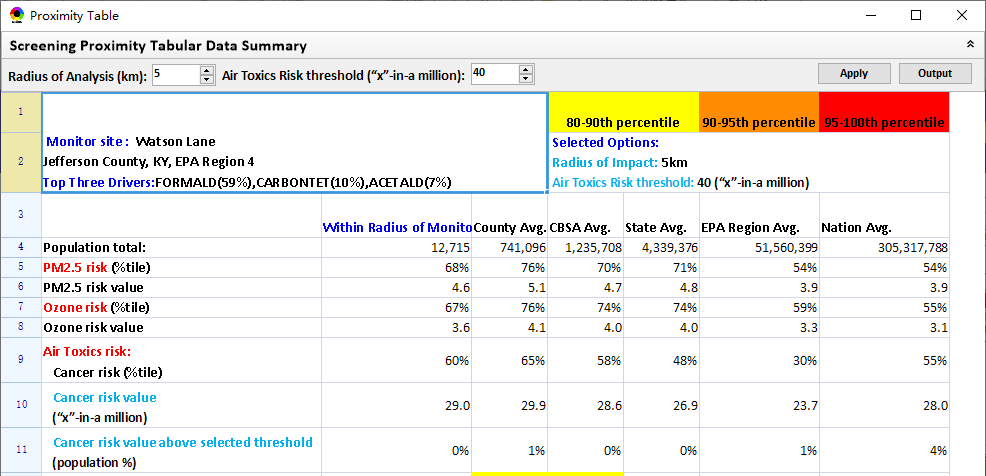 Proximity Table
Screening Proximity Tabular Data Summary
Radius of Analysis (km): 5 Air Toxics Risk threshold (“x”-in-a million): 40 Apply Output
1 80-90th percentile 90-95th percentile 95-100th percentile
Monitor site : Watson Lane Selected Options:
2 Jefferson County, KY, EPA Region 4 Radius of Impact: 5km
Top Three Drivers:FORMALD(59%),CARBONTET(10%),ACETALD(7%) Air Toxics Risk threshold: 40 (“x”-in-a million)
3 Within Radius of Monito County Avg. CBSA Avg. State Avg. EPA Region Avg. Nation Avg.
4 Population total: 12,715 741,096 1,235,708 4,339,376 51,560,399 305,317,788
5 PM2.5 risk (%tile) 68% 76% 70% 71% 54% 54%
6 PM2.5 risk value 4.6 5.1 4.7 4.8 3.9 3.9
7 Ozone risk (%tile) 67% 76% 74% 74% 59% 55%
8 Ozone risk value 3.6 4.1 4.0 4.0 3.3 3.1
Air Toxics risk:
9 60% 65% 58% 48% 30% 55%
Cancer risk (%tile)
Cancer risk value
10 29.0 29.9 28.6 26.9 23.7 28.0
(“x”-in-a million)
Cancer risk value above selected threshold
11 0% 1% 0% 0% 1% 4%
(population %)